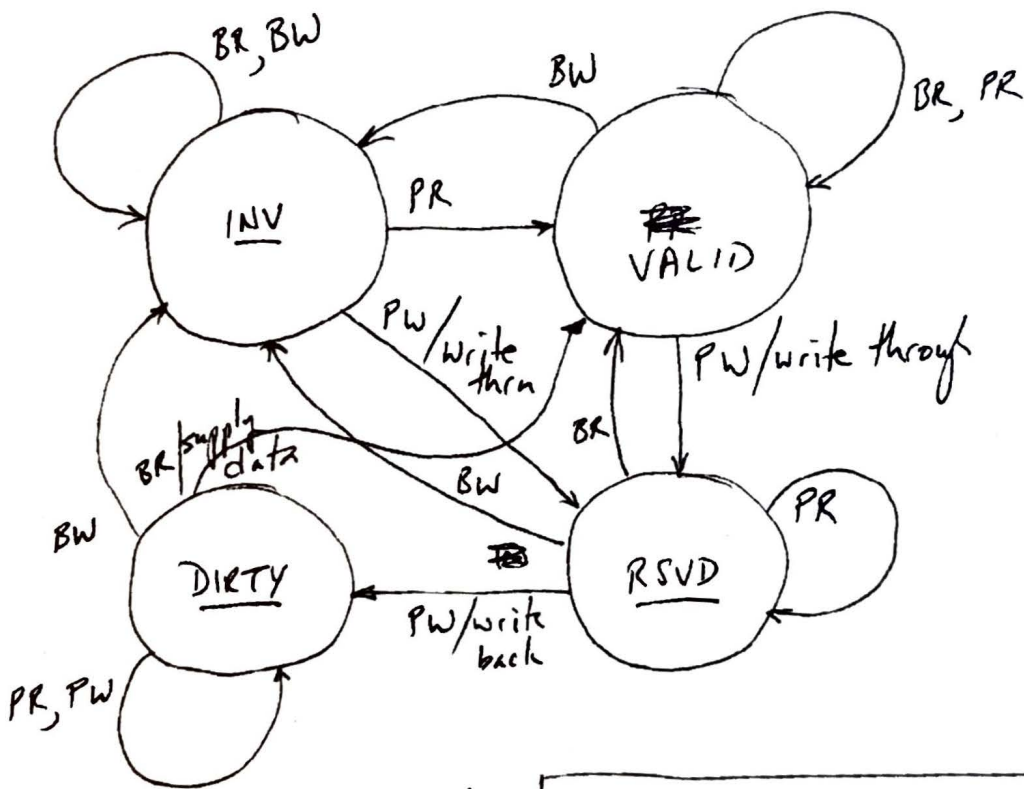 BR, BW
BW
BR, PR
PR
INV
VALID
PW/write
thru
PW/write through
BR/supply
data
BR
BW
BW
PR
DIRTY
RSVD
PW/write
back
PR, PW